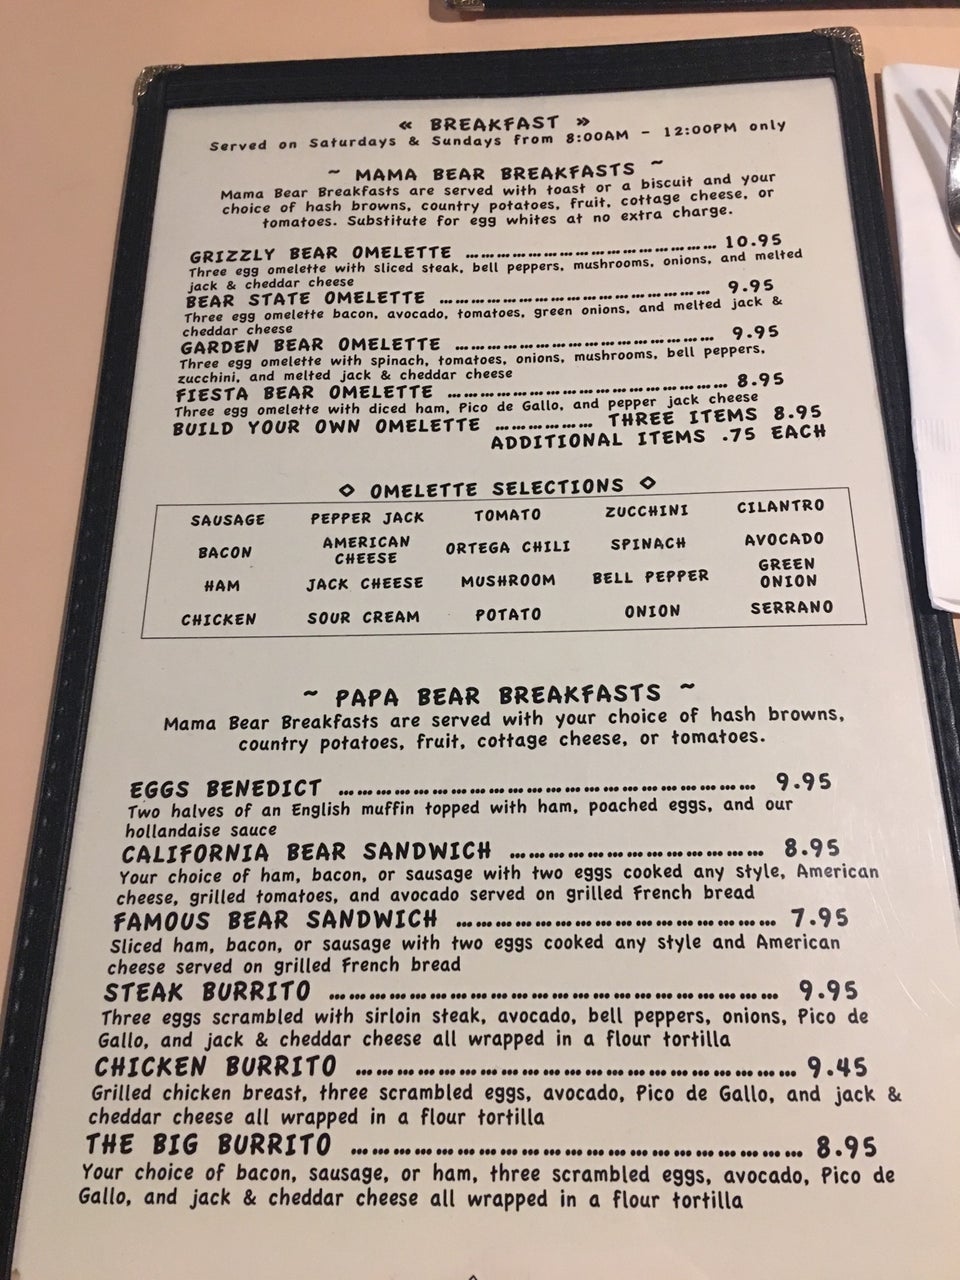 « BREAKFAST »
Served on Saturdays & Sundays from 8:00AM - 12:00PM only
~ MAMA BEAR BREAKFASTS ~
Mama Bear Breakfasts are served with toast or a biscuit and your
choice of hash browns, country potatoes, fruit, cottage cheese, or
tomatoes. Substitute for egg whites at no extra charge.
GRIZZLY BEAR OMELETTE ........................ 10.95
Three egg omelette with sliced steak, bell peppers, mushrooms, onions, and melted
jack & cheddar cheese
BEAR STATE OMELETTE ........................ 9.95
Three egg omelette bacon, avocado, tomatoes, green onions, and melted jack &
cheddar cheese
GARDEN BEAR OMELETTE ........................ 9.95
Three egg omelette with spinach, tomatoes, onions, mushrooms, bell peppers,
zucchini, and melted jack & cheddar cheese
FIESTA BEAR OMELETTE ........................ 8.95
Three egg omelette with diced ham, Pico de Gallo, and pepper jack cheese
BUILD YOUR OWN OMELETTE ............ THREE ITEMS 8.95
ADDITIONAL ITEMS .75 EACH
◇ OMELETTE SELECTIONS ◇
SAUSAGE PEPPER JACK TOMATO ZUCCHINI CILANTRO
BACON AMERICAN CHEESE ORTEGA CHILI SPINACH AVOCADO
HAM JACK CHEESE MUSHROOM BELL PEPPER GREEN ONION
CHICKEN SOUR CREAM POTATO ONION SERRANO
~ PAPA BEAR BREAKFASTS ~
Mama Bear Breakfasts are served with your choice of hash browns,
country potatoes, fruit, cottage cheese, or tomatoes.
EGGS BENEDICT ........................ 9.95
Two halves of an English muffin topped with ham, poached eggs, and our
hollandaise sauce
CALIFORNIA BEAR SANDWICH ........................ 8.95
Your choice of ham, bacon, or sausage with two eggs cooked any style, American
cheese, grilled tomatoes, and avocado served on grilled French bread
FAMOUS BEAR SANDWICH ........................ 7.95
Sliced ham, bacon, or sausage with two eggs cooked any style and American
cheese served on grilled French bread
STEAK BURRITO ........................ 9.95
Three eggs scrambled with sirloin steak, avocado, bell peppers, onions, Pico de
Gallo, and jack & cheddar cheese all wrapped in a flour tortilla
CHICKEN BURRITO ........................ 9.45
Grilled chicken breast, three scrambled eggs, avocado, Pico de Gallo, and jack &
cheddar cheese all wrapped in a flour tortilla
THE BIG BURRITO ........................ 8.95
Your choice of bacon, sausage, or ham, three scrambled eggs, avocado, Pico de
Gallo, and jack & cheddar cheese all wrapped in a flour tortilla